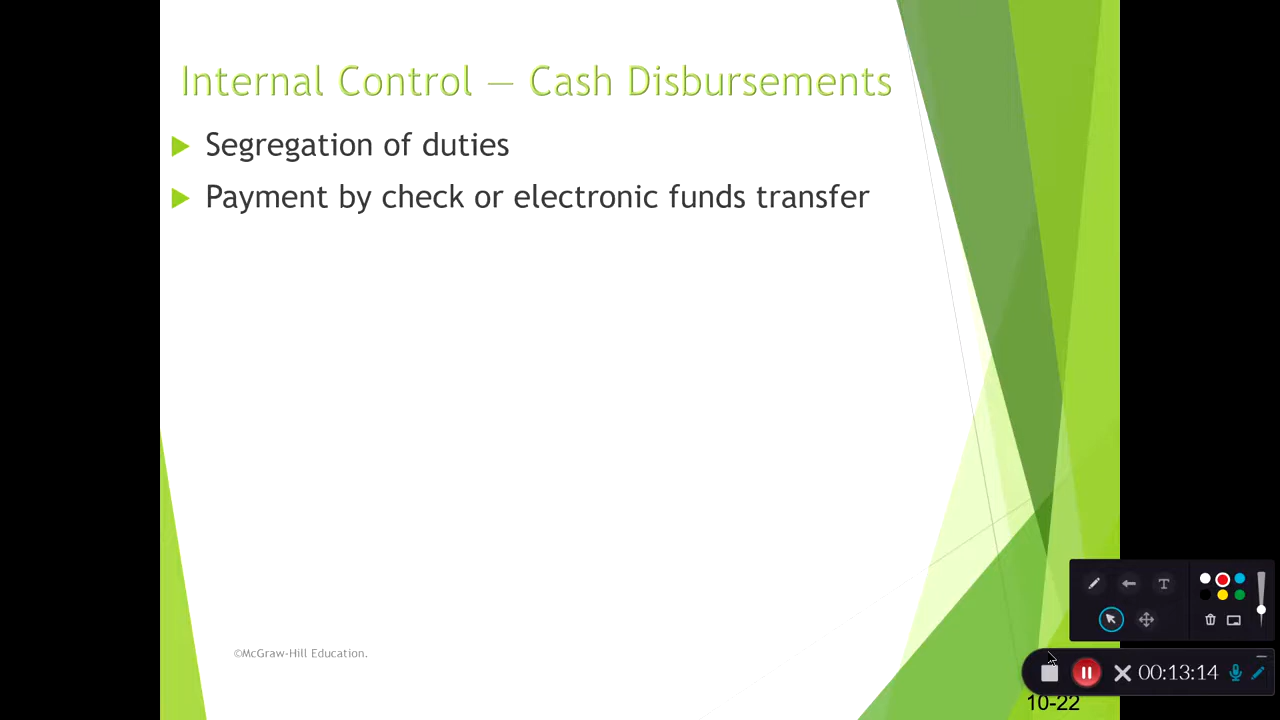 Internal Control — Cash Disbursements
Segregation of duties
Payment by check or electronic funds transfer
©McGraw-Hill Education.
T
00:13:14
10-22